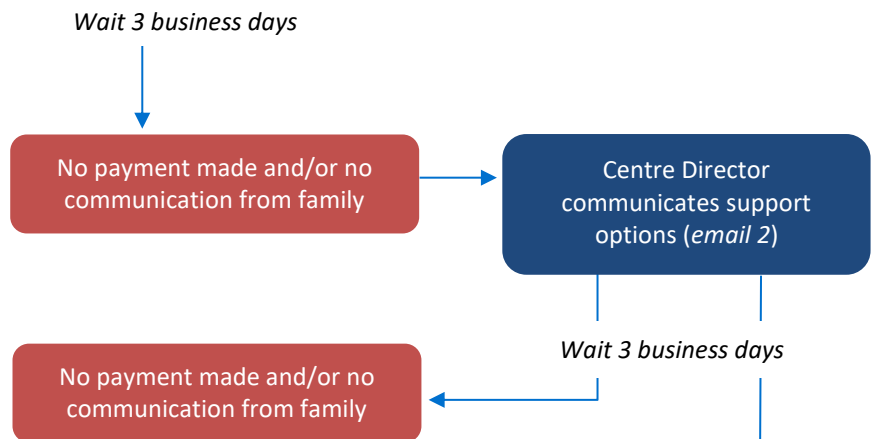 Wait 3 business days
No payment made and/or no
communication from family
Centre Director
communicates support
options (email 2)
Wait 3 business days
No payment made and/or no
communication from family